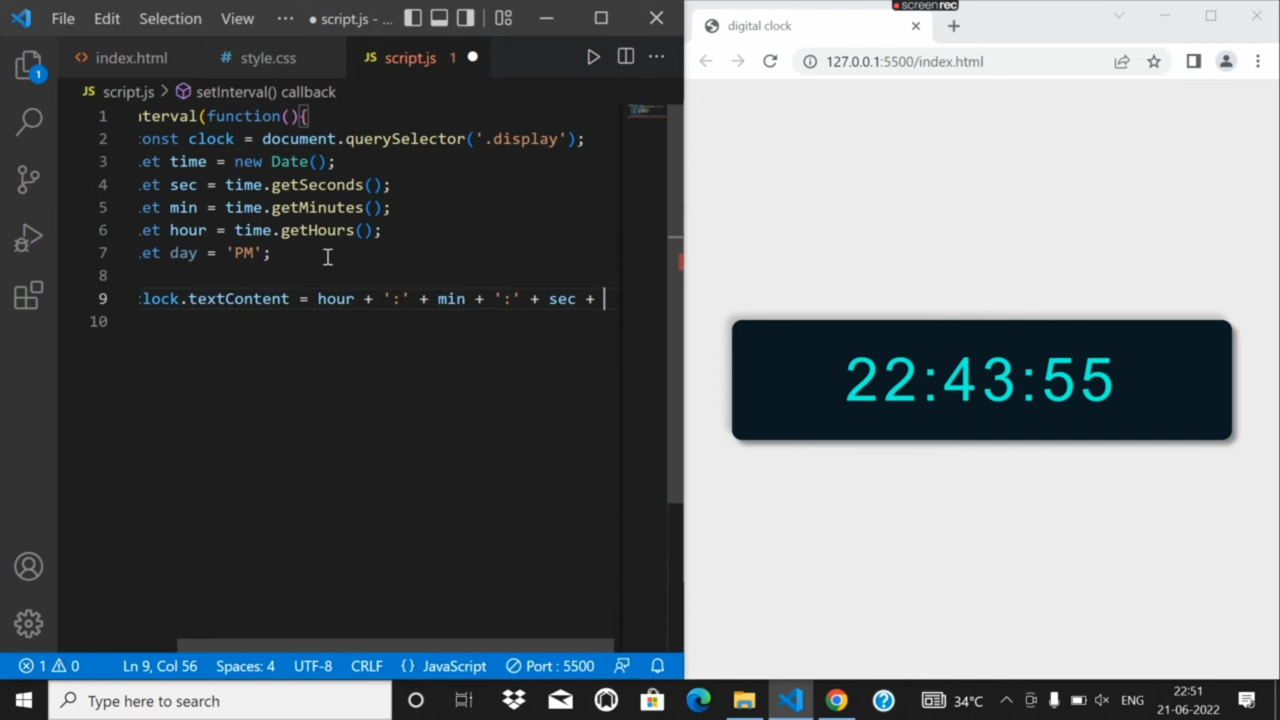 File Edit Selection View ··· ● script.js - ...
index.html # style.css JS script.js 1
JS script.js > setInterval() callback
1 nterval(function(){
2 onst clock = document.querySelector('.display');
3 et time = new Date();
4 et sec = time.getSeconds();
5 et min = time.getMinutes();
6 et hour = time.getHours();
7 et day = 'PM';
8
9 lock.textContent = hour + ':' + min + ':' + sec +
10
1
1 0 Ln 9, Col 56 Spaces: 4 UTF-8 CRLF {} JavaScript Port : 5500
screenrec
digital clock
127.0.0.1:5500/index.html
22:43:55
Type here to search
34°C ENG 22:51
21-06-2022